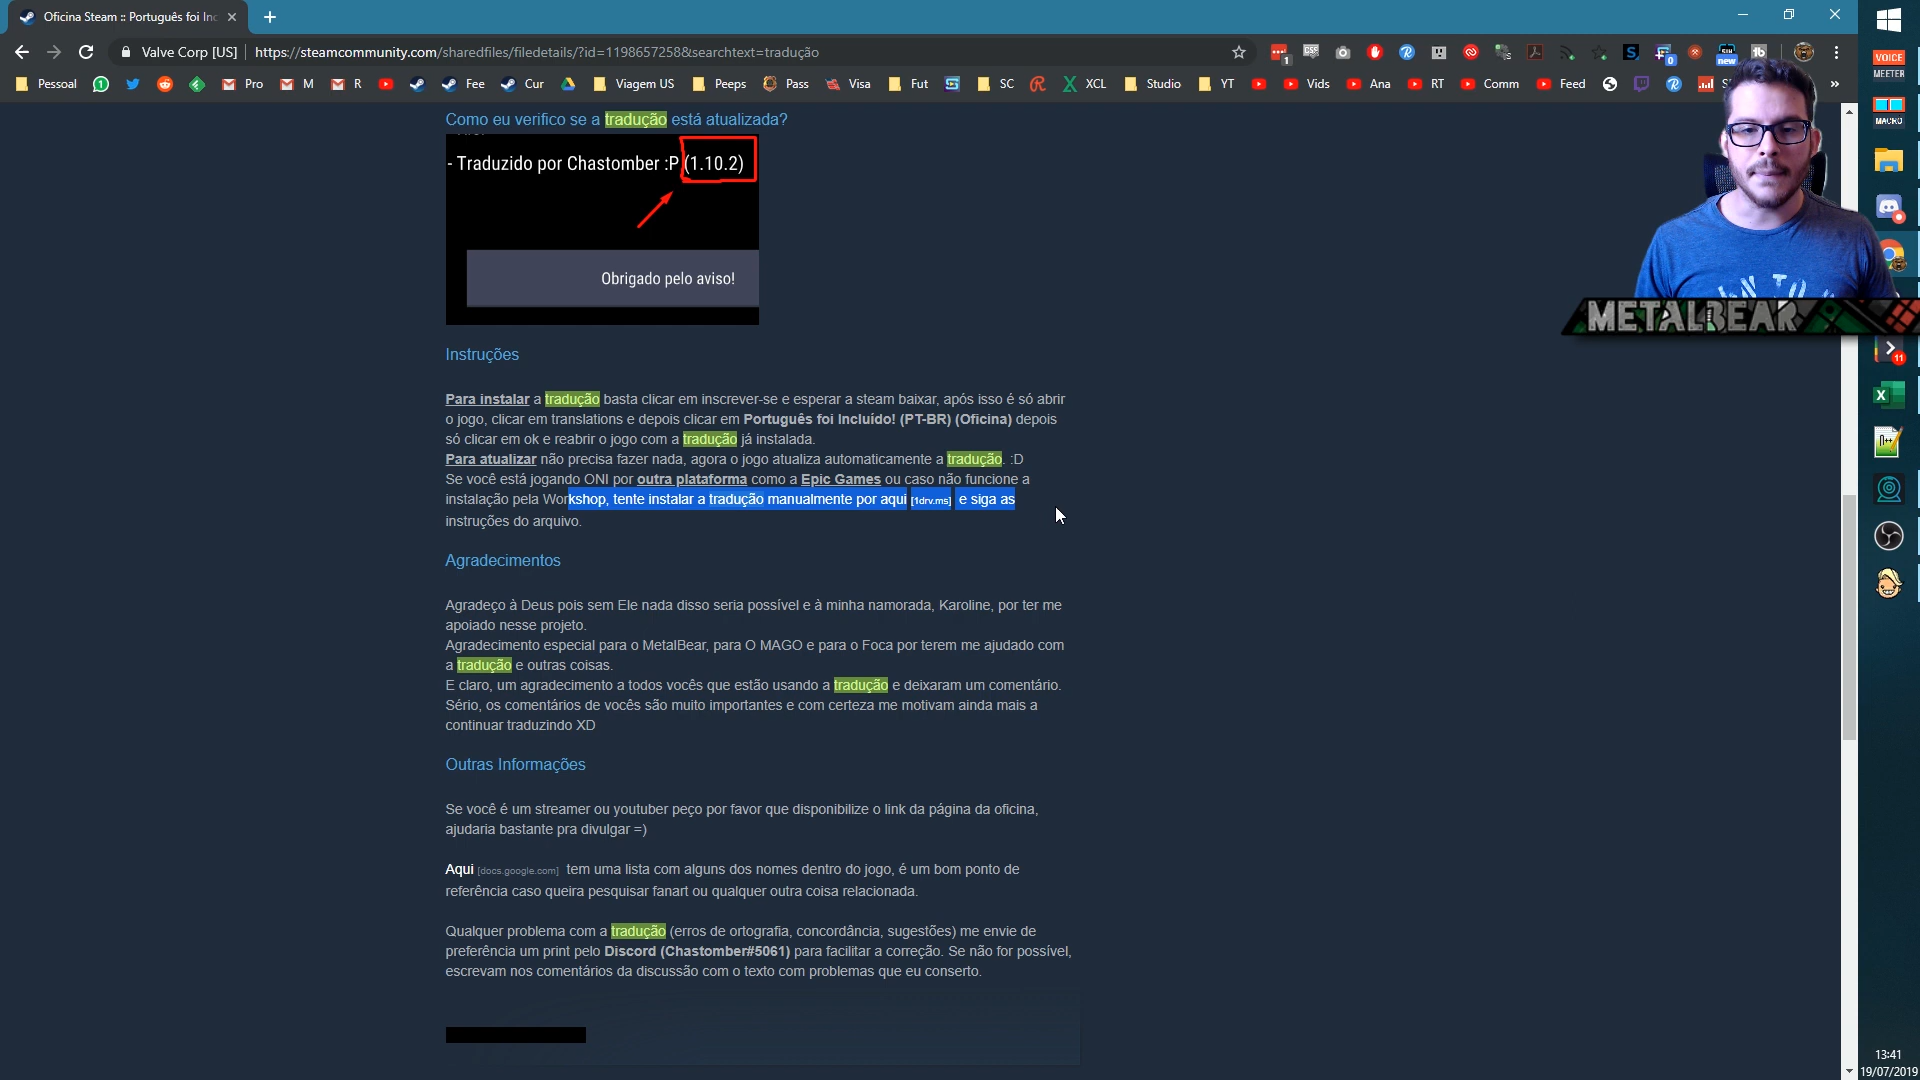 Oficina Steam :: Português foi Inc
Valve Corp [US]
https://steamcommunity.com/sharedfiles/filedetails/?id=1198657258&searchtext=tradução
1
CSS
S
0
new
Pessoal
Pro
M
R
Fee
Cur
Viagem US
Peeps
Pass
Visa
Fut
SC
XCL
Studio
YT
Vids
Ana
RT
Comm
Feed
»
VOICE
MEETER
MACRO
Como eu verifico se a tradução está atualizada?
- Traduzido por Chastomber :P (1.10.2)
Obrigado pelo aviso!
METALBEAR
11
Instruções
Para instalar a tradução basta clicar em inscrever-se e esperar a steam baixar, após isso é só abrir
o jogo, clicar em translations e depois clicar em Português foi Incluído! (PT-BR) (Oficina) depois
só clicar em ok e reabrir o jogo com a tradução já instalada.
Para atualizar não precisa fazer nada, agora o jogo atualiza automaticamente a tradução. :D
Se você está jogando ONI por outra plataforma como a Epic Games ou caso não funcione a
instalação pela Workshop, tente instalar a tradução manualmente por aqui [1drv.ms] e siga as
instruções do arquivo.
Agradecimentos
Agradeço à Deus pois sem Ele nada disso seria possível e à minha namorada, Karoline, por ter me
apoiado nesse projeto.
Agradecimento especial para o MetalBear, para O MAGO e para o Foca por terem me ajudado com
a tradução e outras coisas.
E claro, um agradecimento a todos vocês que estão usando a tradução e deixaram um comentário.
Sério, os comentários de vocês são muito importantes e com certeza me motivam ainda mais a
continuar traduzindo XD
Outras Informações
Se você é um streamer ou youtuber peço por favor que disponibilize o link da página da oficina,
ajudaria bastante pra divulgar =)
Aqui [docs.google.com] tem uma lista com alguns dos nomes dentro do jogo, é um bom ponto de
referência caso queira pesquisar fanart ou qualquer outra coisa relacionada.
Qualquer problema com a tradução (erros de ortografia, concordância, sugestões) me envie de
preferência um print pelo Discord (Chastomber#5061) para facilitar a correção. Se não for possível,
escrevam nos comentários da discussão com o texto com problemas que eu conserto.
13:41
19/07/2019